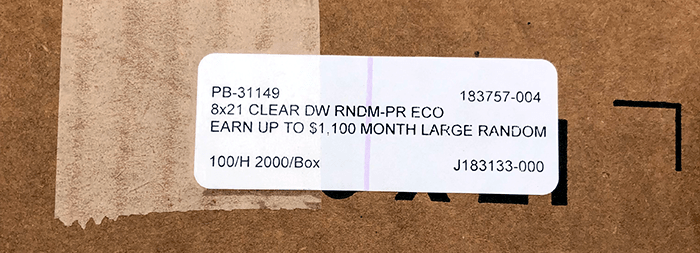 PB-31149 183757-004
8x21 CLEAR DW RNDM-PR ECO
EARN UP TO $1,100 MONTH LARGE RANDOM
100/H 2000/Box J183133-000